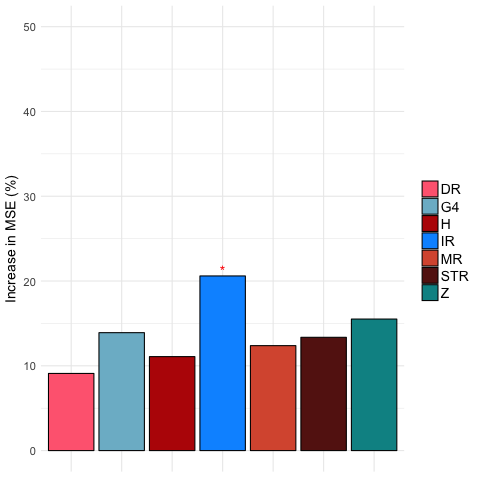 50
40
30
20
10
0
Increase in MSE (%)
*
DR
G4
H
IR
MR
STR
Z